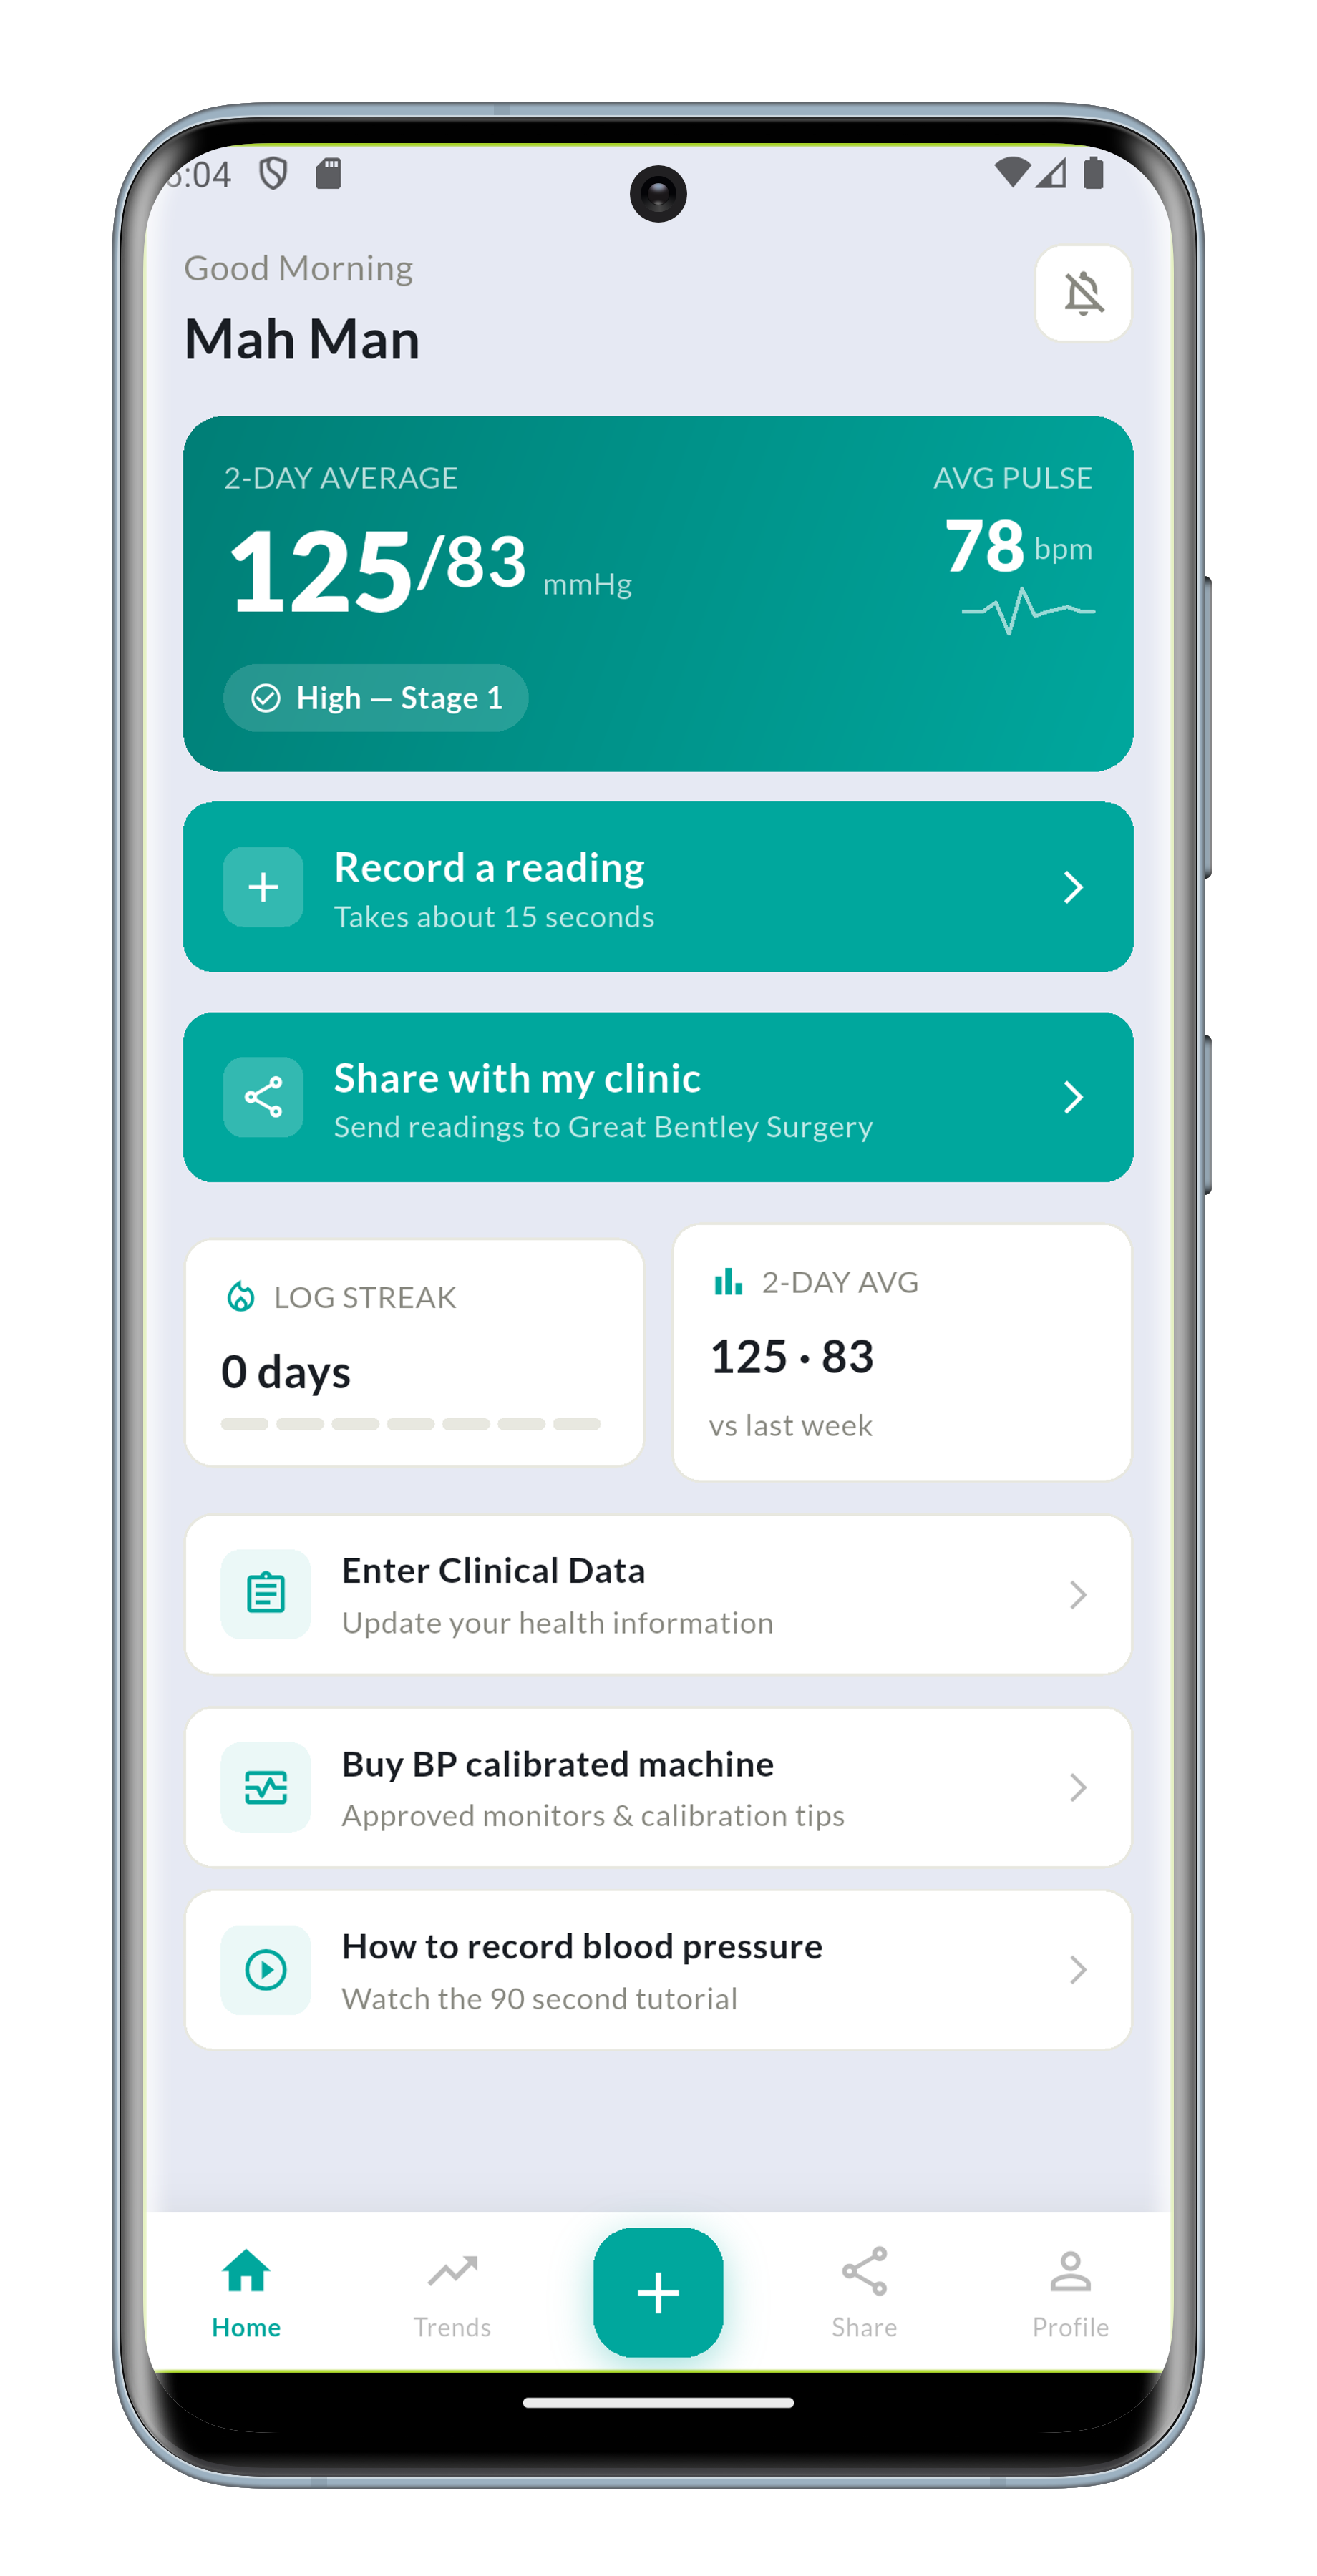 :04
Good Morning
Mah Man
2-DAY AVERAGE
125/83 mmHg
AVG PULSE
78 bpm
High — Stage 1
Record a reading
Takes about 15 seconds
Share with my clinic
Send readings to Great Bentley Surgery
LOG STREAK
0 days
2-DAY AVG
125 · 83
vs last week
Enter Clinical Data
Update your health information
Buy BP calibrated machine
Approved monitors & calibration tips
How to record blood pressure
Watch the 90 second tutorial
Home
Trends
Share
Profile